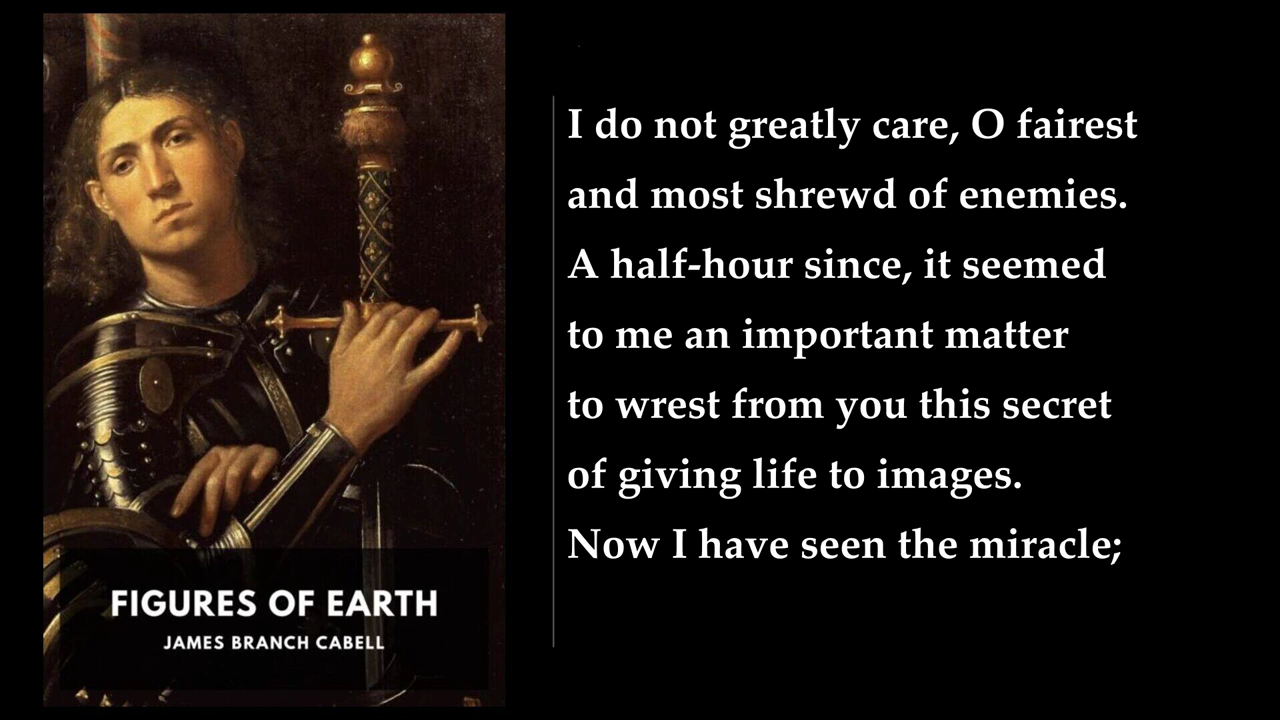 FIGURES OF EARTH
JAMES BRANCH CABELL
I do not greatly care, O fairest
and most shrewd of enemies.
A half-hour since, it seemed
to me an important matter
to wrest from you this secret
of giving life to images.
Now I have seen the miracle;